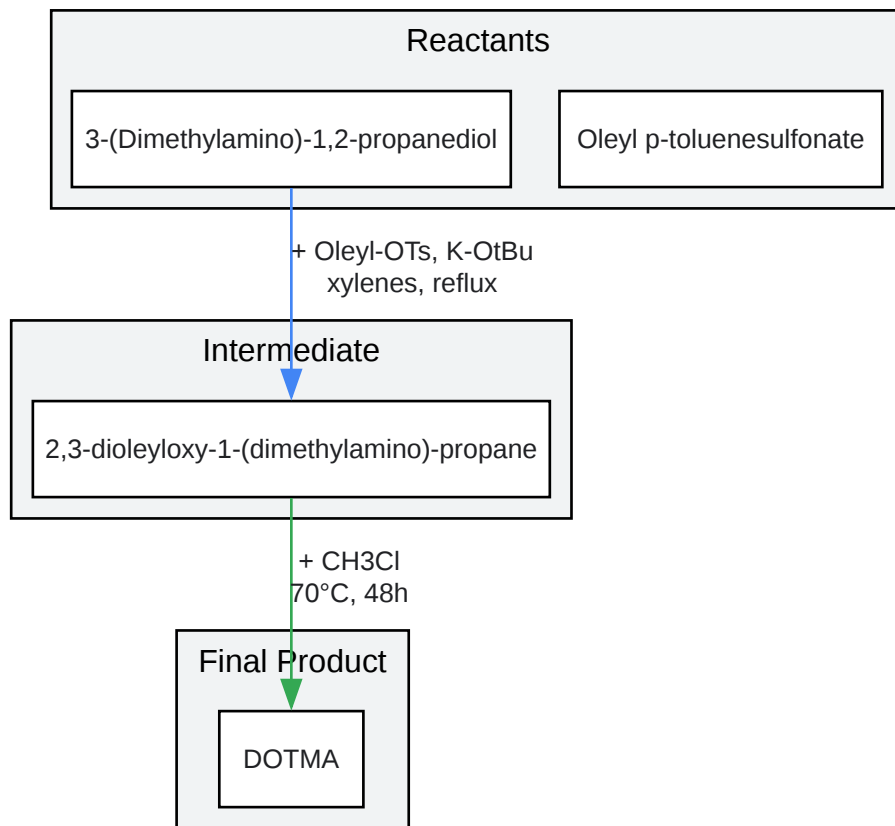 Reactants
3-(Dimethylamino)-1,2-propanediol
Oleyl p-toluenesulfonate
+ Oleyl-OTs, K-OtBu
xylenes, reflux
Intermediate
2,3-dioleyloxy-1-(dimethylamino)-propane
+ CH3Cl
70°C, 48h
Final Product
DOTMA